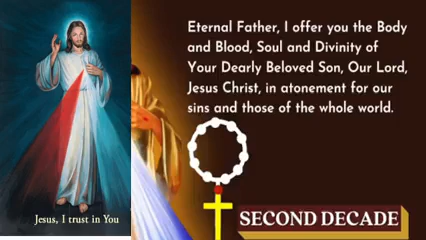 Eternal Father, I offer you the Body
and Blood, Soul and Divinity of
Your Dearly Beloved Son, Our Lord,
Jesus Christ, in atonement for our
sins and those of the whole world.
Jesus, I trust in You
SECOND DECADE